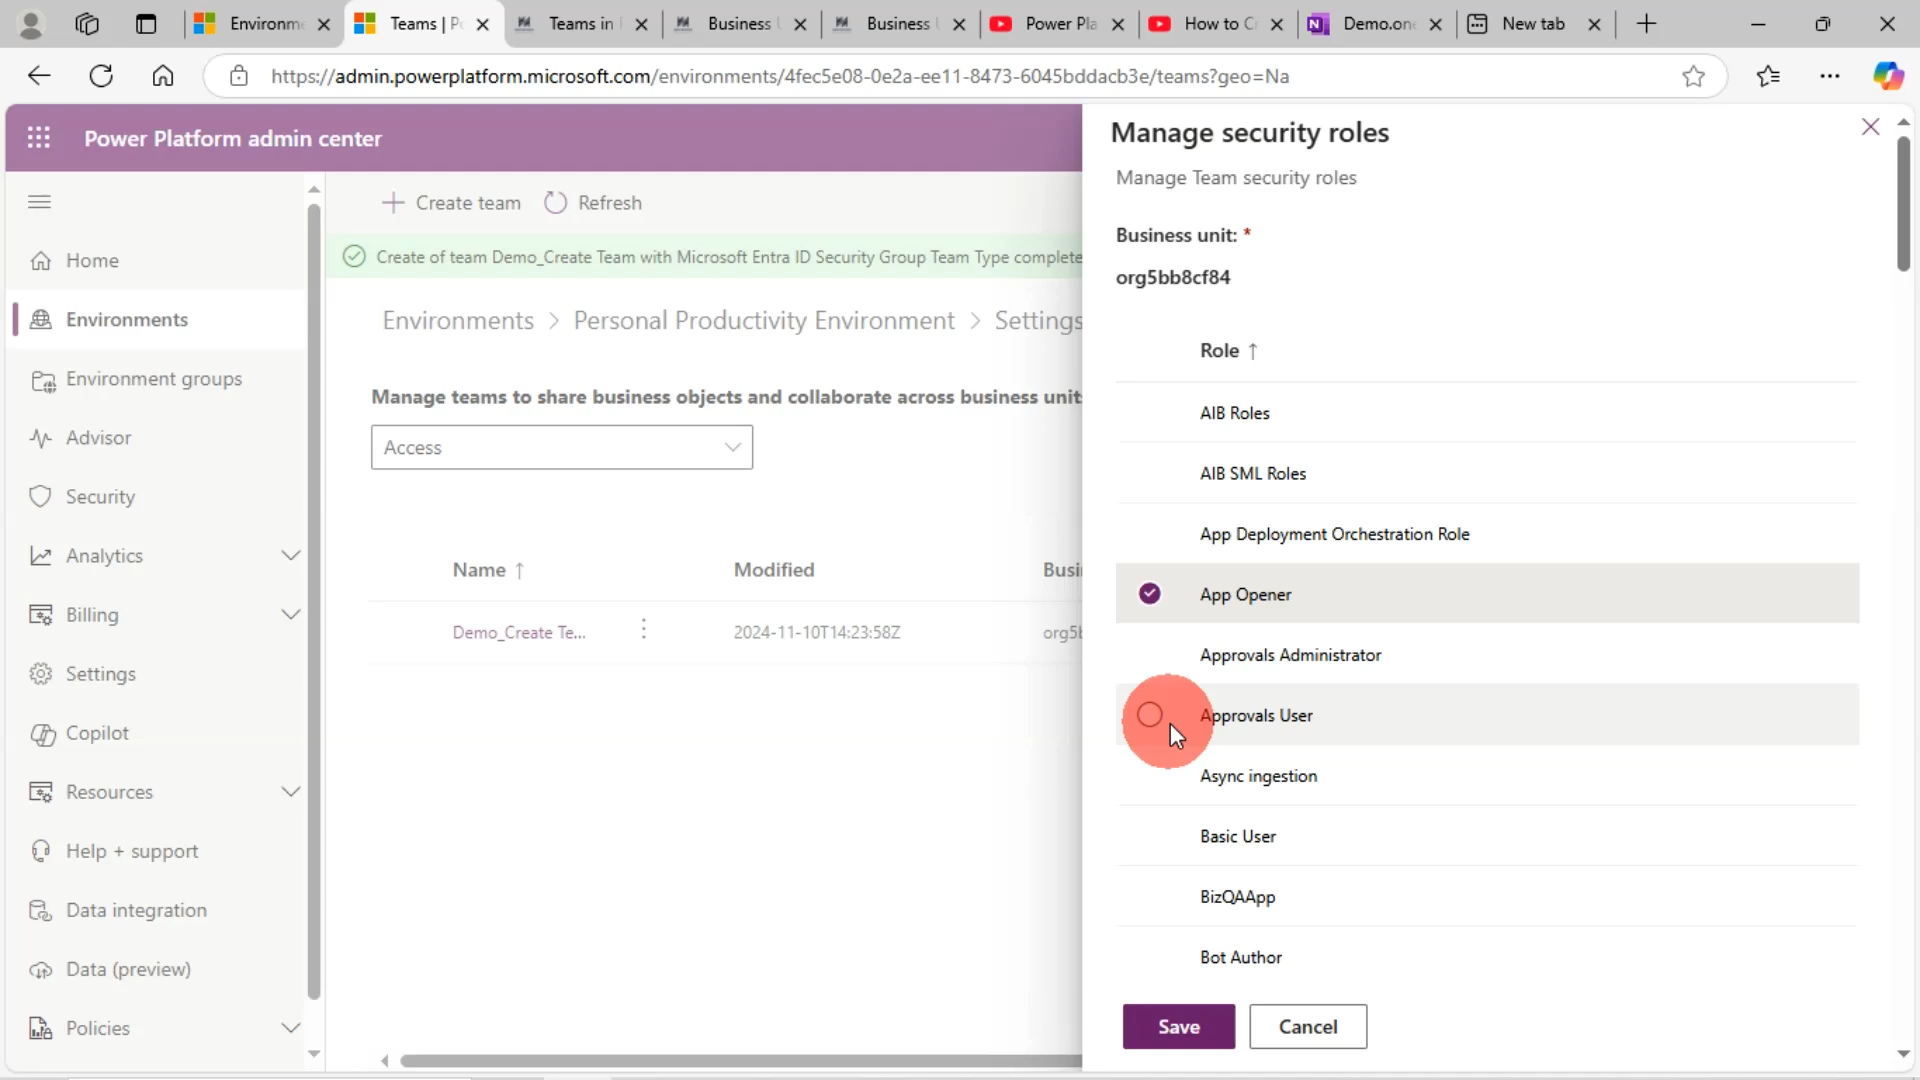 Environm
Teams | P
Teams in
Business
Business
Power Pla
How to C
Demo.on
New tab
https://admin.powerplatform.microsoft.com/environments/4fec5e08-0e2a-ee11-8473-6045bddacb3e/teams?geo=Na
Power Platform admin center
Home
Environments
Environment groups
Advisor
Security
Analytics
Billing
Settings
Copilot
Resources
Help + support
Data integration
Data (preview)
Policies
Create team
Refresh
Create of team Demo_Create Team with Microsoft Entra ID Security Group Team Type complete
Environments > Personal Productivity Environment > Settings
Manage teams to share business objects and collaborate across business unit
Access
Name ↑ Modified Busi
Demo_Create Te... 2024-11-10T14:23:58Z org5b
Manage security roles
Manage Team security roles
Business unit: *
org5bb8cf84
Role ↑
AIB Roles
AIB SML Roles
App Deployment Orchestration Role
App Opener
Approvals Administrator
Approvals User
Async ingestion
Basic User
BizQAApp
Bot Author
Save
Cancel